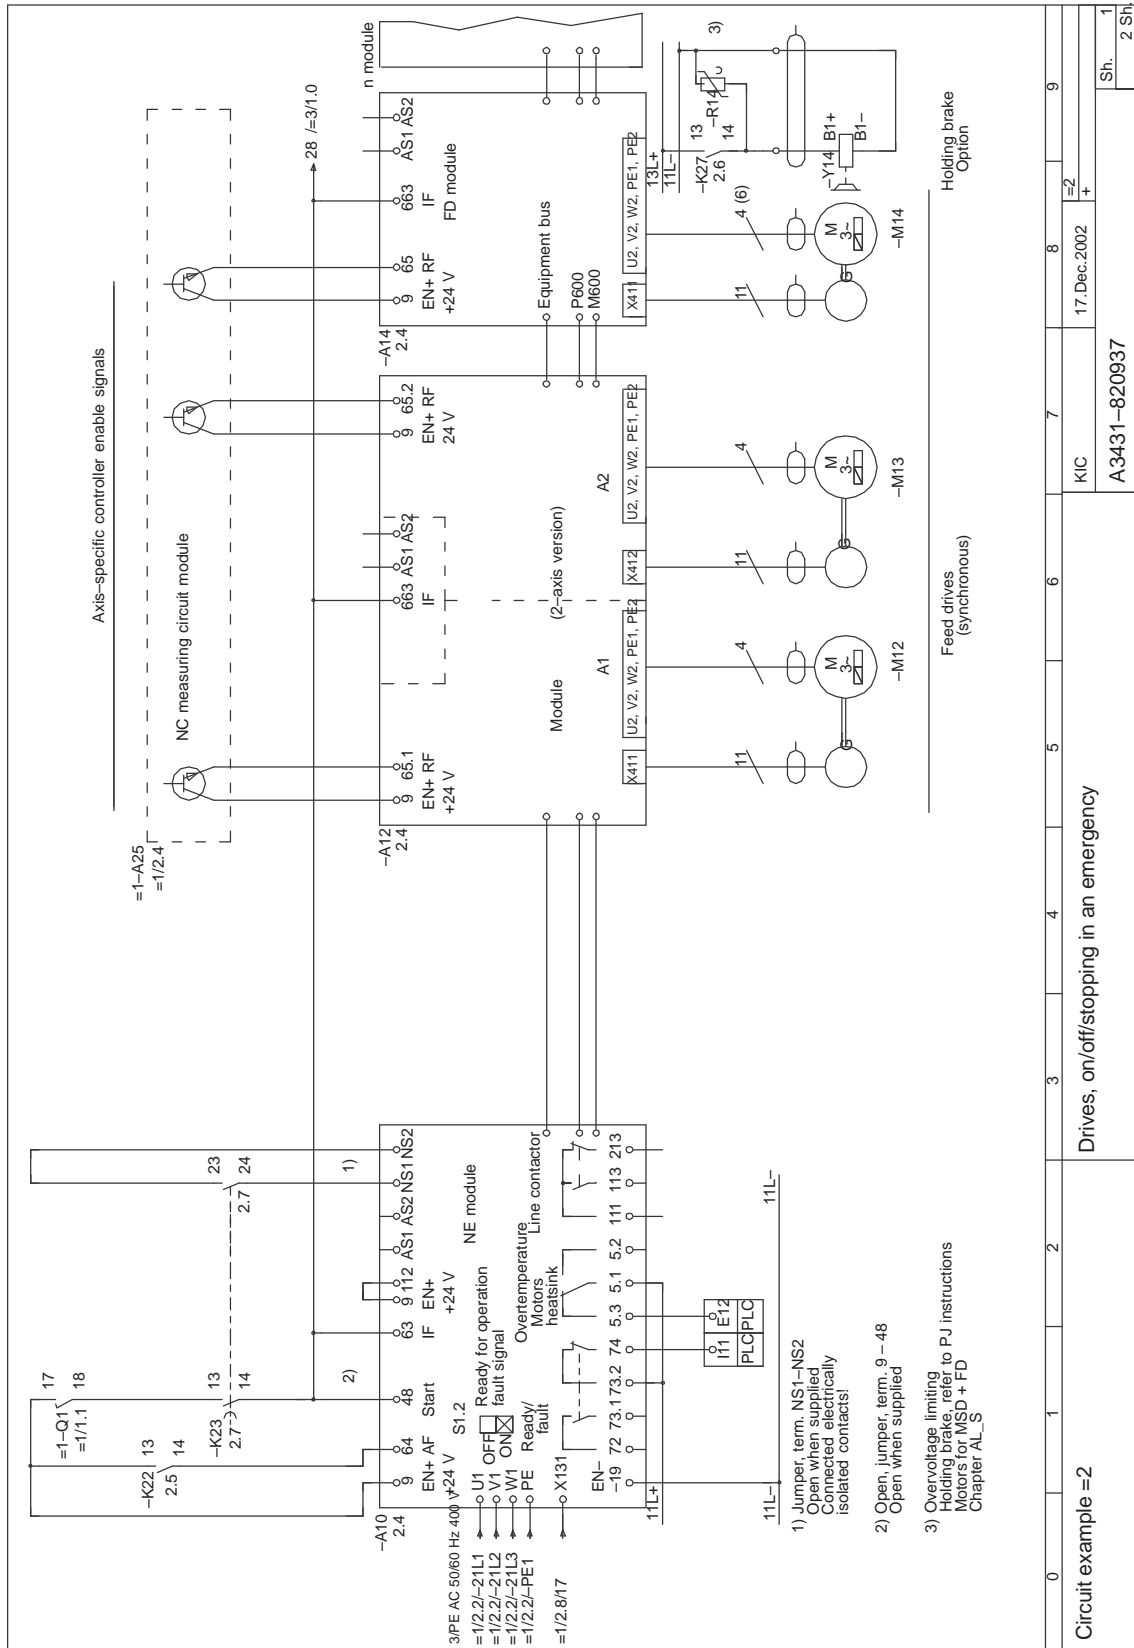 Axis–specific controller enable signals
=1–A25
=1/2.4
NC measuring circuit module
17
18
=1–Q1
=1/1.1
13
14
–K22
2.5
13
14
–K23
2.7
23
24
2.7
1)
2)
28 /=3/1.0
–A10
2.4
9
64
48
63
9
112
AS1
AS2
NS1
NS2
EN+
AF
Start
IF
EN+
+24 V
+24 V
S1.2
NE module
3/PE AC 50/60 Hz 400 V
=1/2.2/–21L1
=1/2.2/–21L2
=1/2.2/–21L3
=1/2.2/–PE1
=1/2.8/17
U1
V1
W1
PE
X131
OFF
ON
Ready for operation
fault signal
Ready/
fault
Overtemperature
Motors
heatsink
Line contactor
EN–
–19
72
73.1
73.2
74
5.3
5.1
5.2
111
113
213
11L+
11L–
11L–
I11
E12
PLC
PLC
–A12
2.4
9
65.1
663
AS1
AS2
9
65.2
EN+ RF
+24 V
IF
EN+ RF
24 V
Module
(2–axis version)
A1
A2
X411
U2, V2, W2, PE1, PE2
X412
U2, V2, W2, PE1, PE2
11
4
11
4
M
3~
G
–M12
M
3~
G
–M13
Feed drives
(synchronous)
–A14
2.4
9
65
663
AS1
AS2
EN+ RF
+24 V
IF
FD module
n module
Equipment bus
P600
M600
X411
U2, V2, W2, PE1, PE2
11
4 (6)
M
3~
G
–M14
13L+
11L–
–K27
2.6
13
14
–R14
U
3)
–Y14
B1+
B1–
Holding brake
Option
1) Jumper, term. NS1–NS2
Open when supplied
Connected electrically
isolated contacts!
2) Open, jumper, term. 9 – 48
Open when supplied
3) Overvoltage limiting
Holding brake, refer to PJ instructions
Motors for MSD + FD
Chapter AL_S
0 1 2 3 4 5 6 7 8 9
Circuit example =2
Drives, on/off/stopping in an emergency
KIC
17.Dec.2002
=2
+
A3431–820937
Sh. 1
2 Sh.